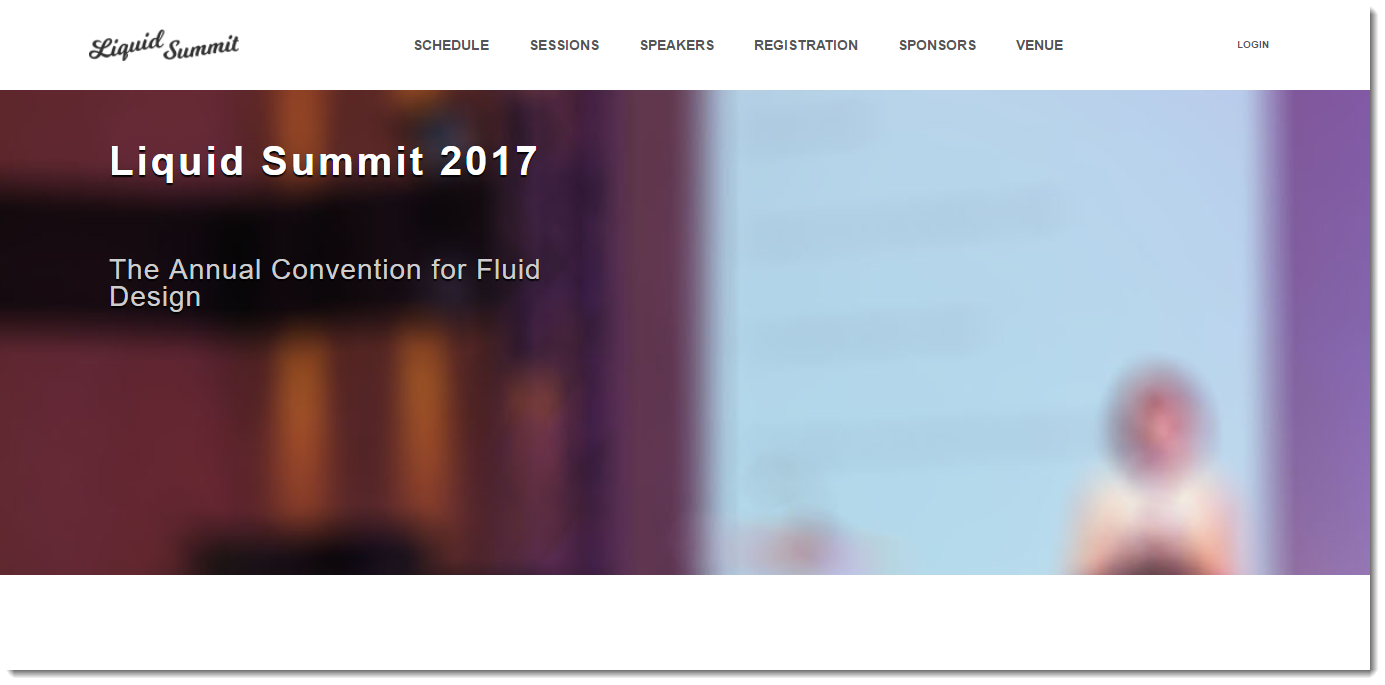 Liquid Summit
SCHEDULE SESSIONS SPEAKERS REGISTRATION SPONSORS VENUE LOGIN
Liquid Summit 2017
The Annual Convention for Fluid
Design